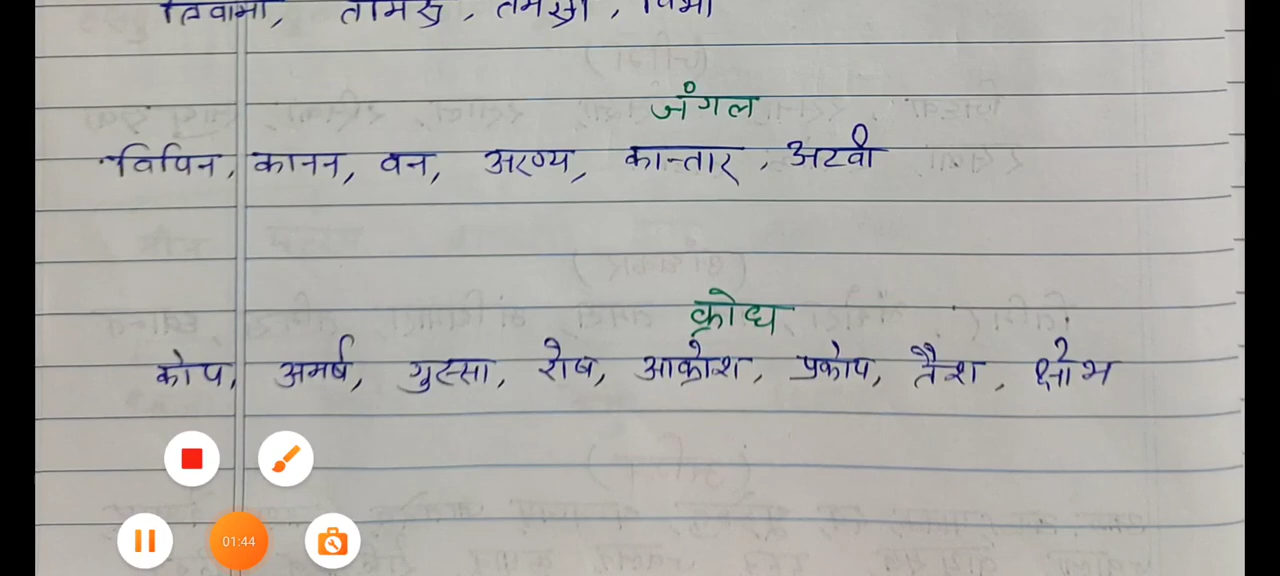 जंगल
विपिन, कानन, वन, अरण्य, कान्तार, अटवी
क्रोध
कोप, अमर्ष, गुस्सा, रोष, आक्रोश, प्रकोप, तैश, क्षोभ
01:44